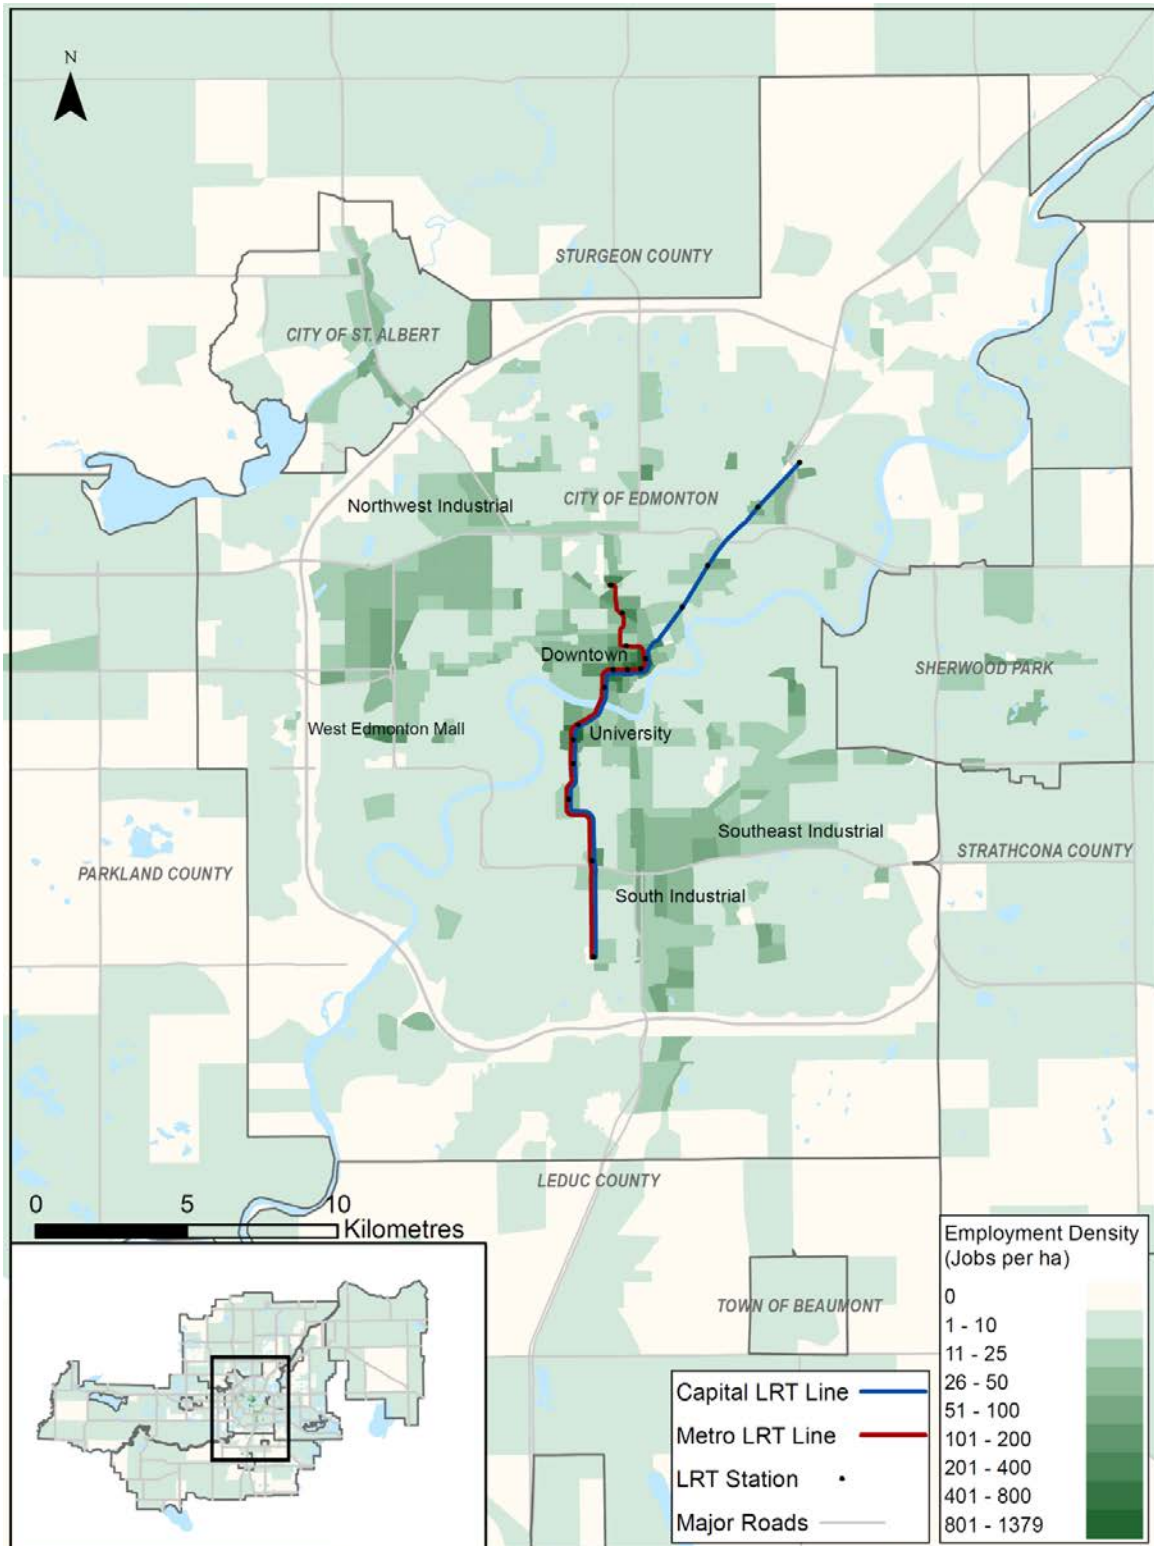 N
STURGEON COUNTY
CITY OF ST. ALBERT
Northwest Industrial
CITY OF EDMONTON
Downtown
SHERWOOD PARK
West Edmonton Mall
University
Southeast Industrial
STRATHCONA COUNTY
PARKLAND COUNTY
South Industrial
LEDUC COUNTY
0 5 10
Kilometres
TOWN OF BEAUMONT
Employment Density
(Jobs per ha)
0
1 - 10
11 - 25
26 - 50
51 - 100
101 - 200
201 - 400
401 - 800
801 - 1379
Capital LRT Line
Metro LRT Line
LRT Station
Major Roads